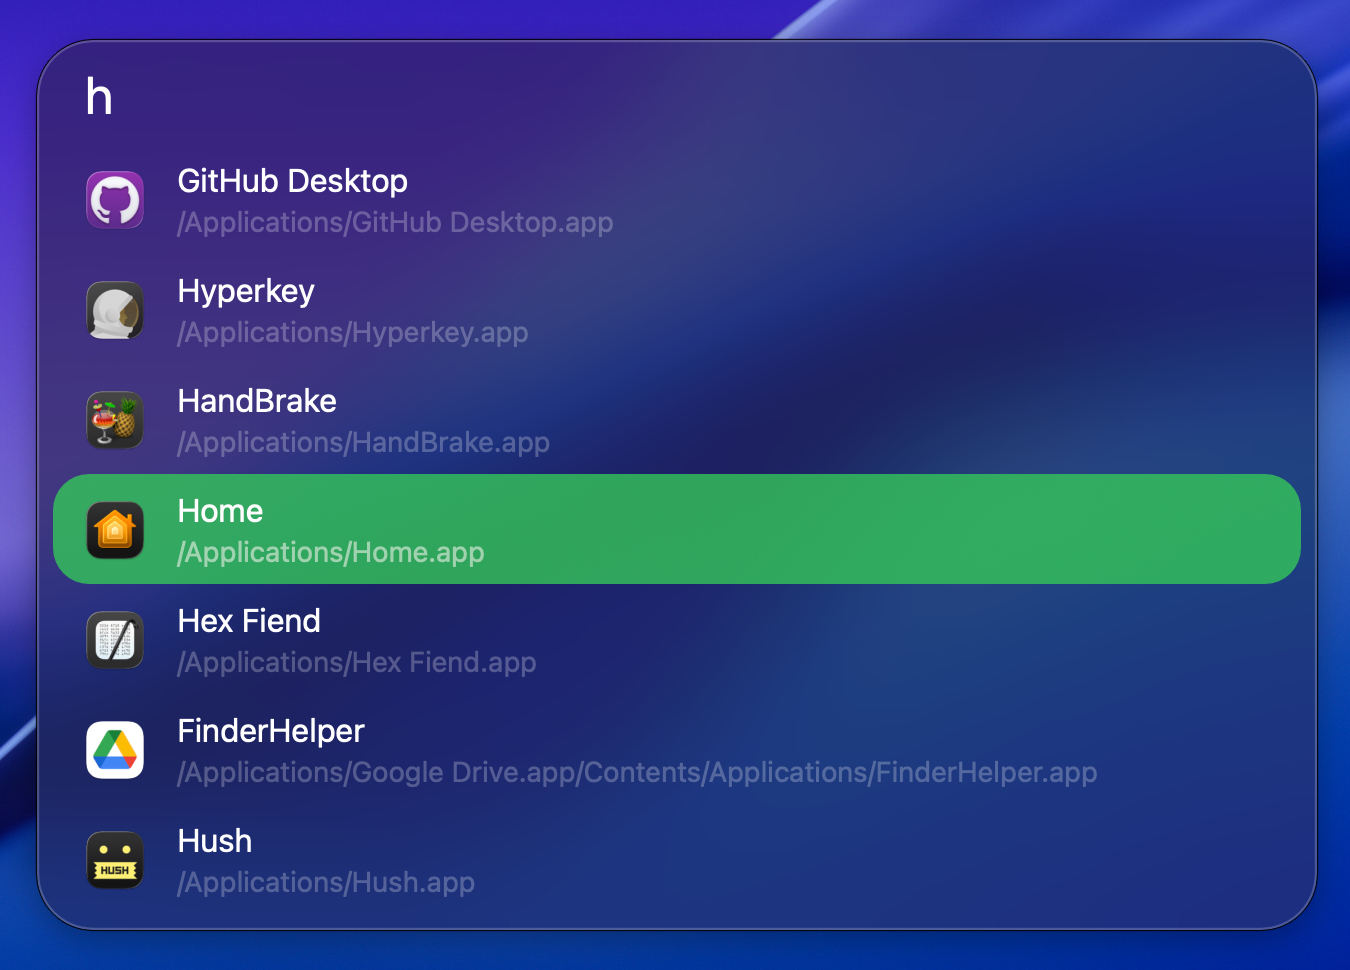 h
GitHub Desktop
/Applications/GitHub Desktop.app
Hyperkey
/Applications/Hyperkey.app
HandBrake
/Applications/HandBrake.app
Home
/Applications/Home.app
Hex Fiend
/Applications/Hex Fiend.app
FinderHelper
/Applications/Google Drive.app/Contents/Applications/FinderHelper.app
Hush
/Applications/Hush.app
HUSH